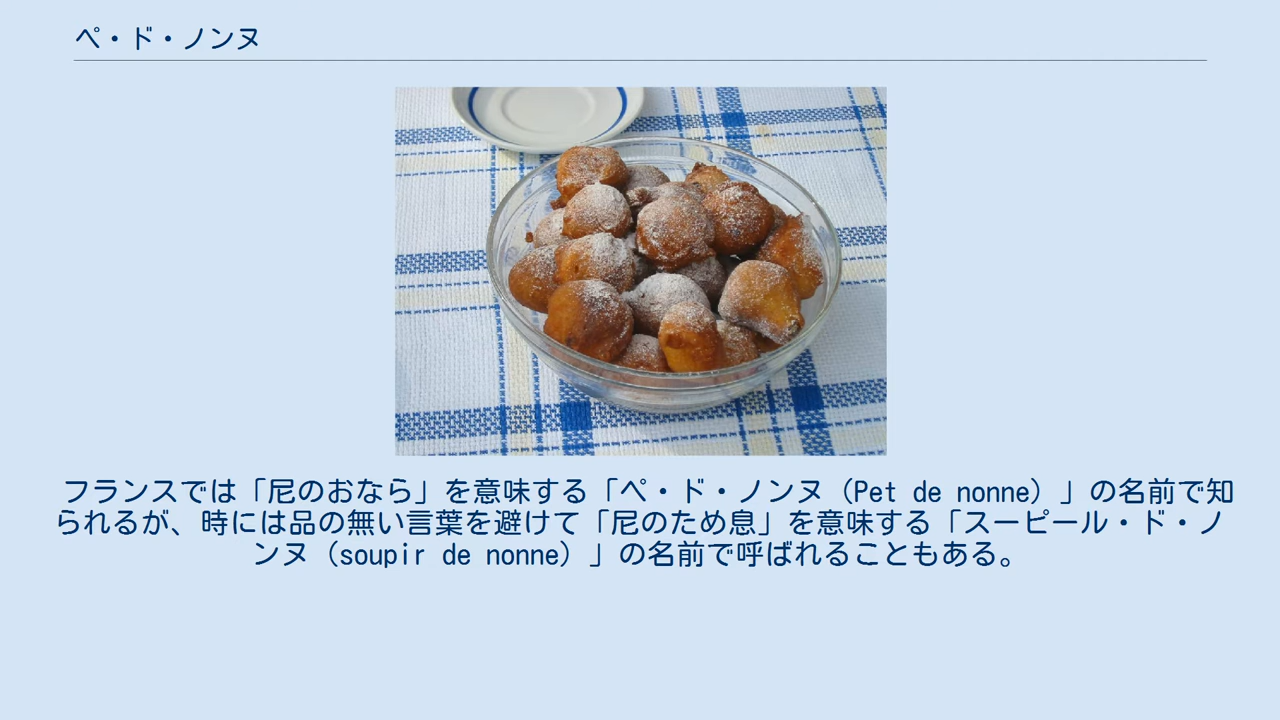 ペ・ド・ノンヌ
フランスでは「尼のおなら」を意味する「ペ・ド・ノンヌ（Pet de nonne）」の名前で知
られるが、時には品の無い言葉を避けて「尼のため息」を意味する「スーピール・ド・ノ
ンヌ（soupir de nonne）」の名前で呼ばれることもある。